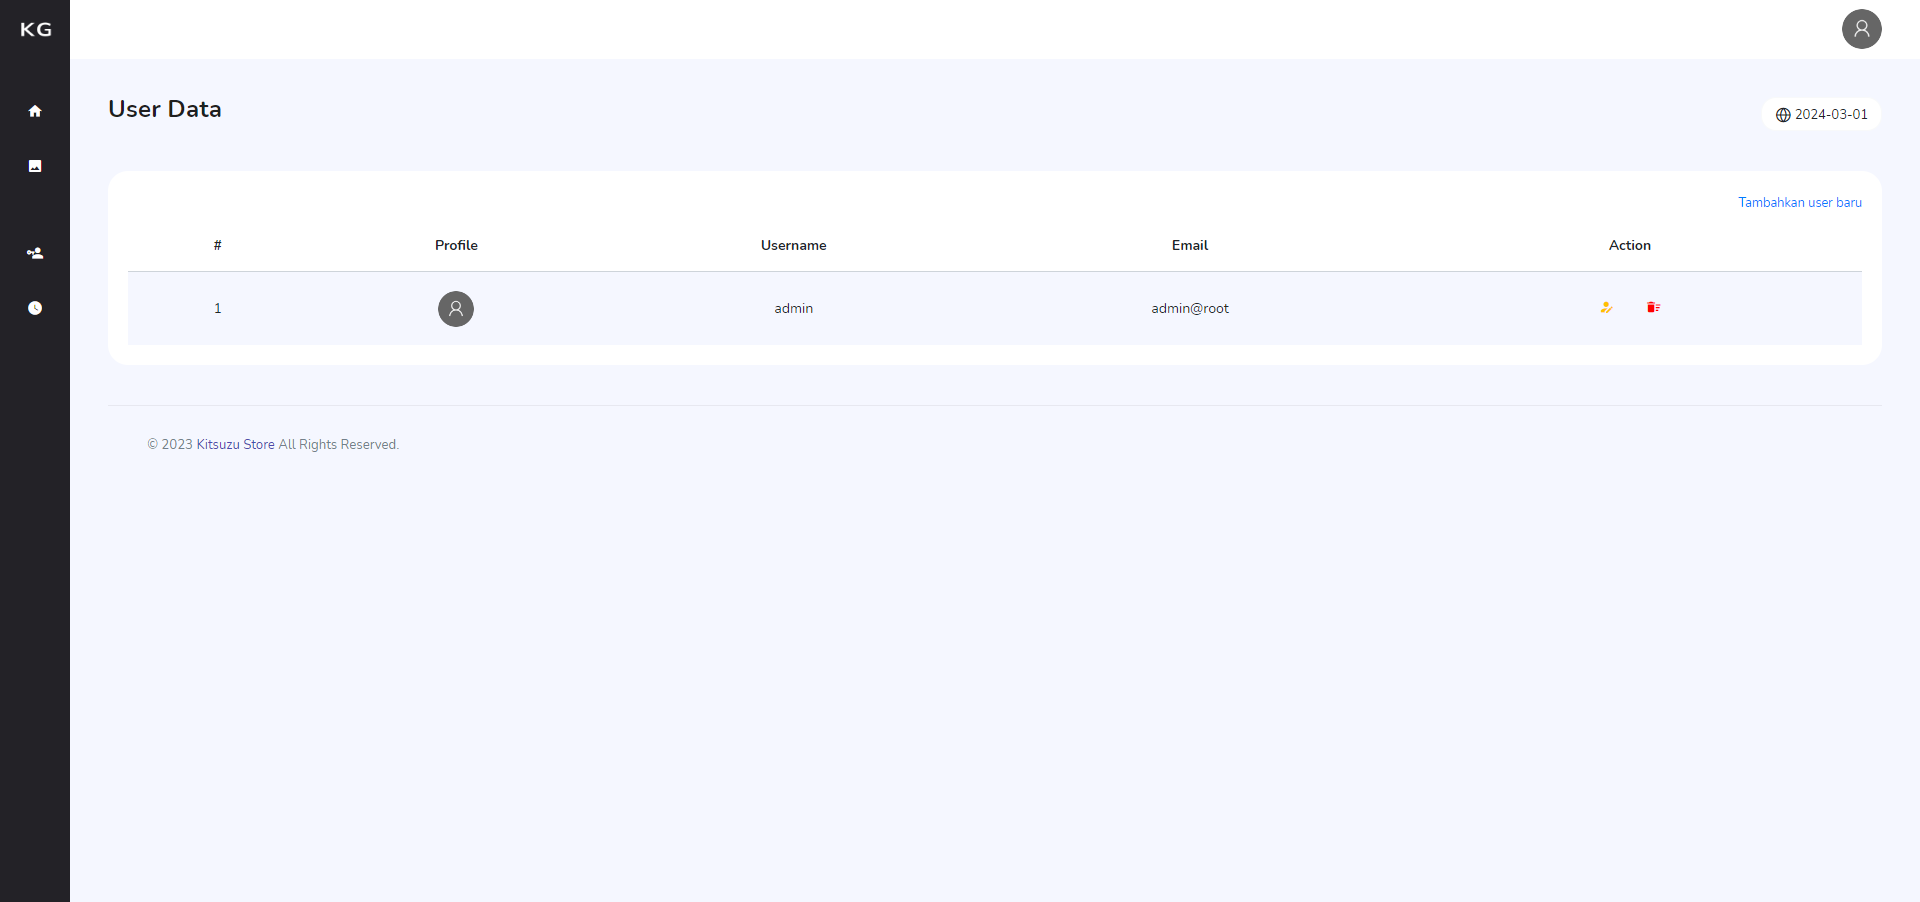 KG
User Data
2024-03-01
Tambahkan user baru
# Profile Username Email Action
1 admin admin@root
© 2023 Kitsuzu Store All Rights Reserved.